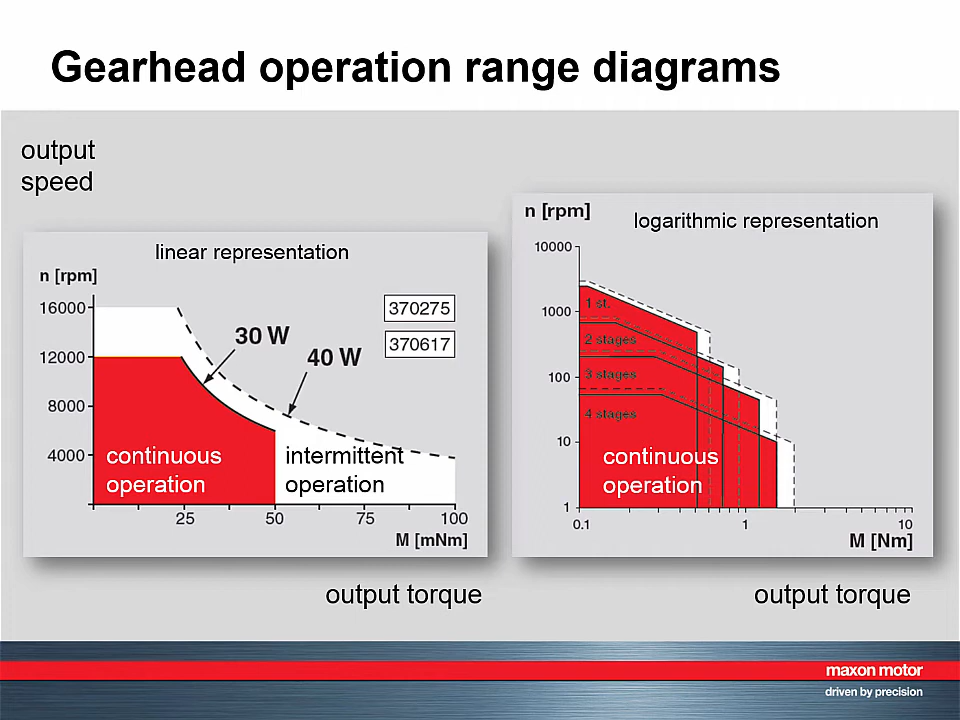 Gearhead operation range diagrams
output
speed
linear representation
n [rpm]
16000
12000
8000
4000
30 W
40 W
370275
370617
continuous
operation
intermittent
operation
25
50
75
100
M [mNm]
output torque
n [rpm]
logarithmic representation
10000
1000
100
10
1
1 st.
2 stages
3 stages
4 stages
continuous
operation
0.1
1
10
M [Nm]
output torque
maxon motor
driven by precision